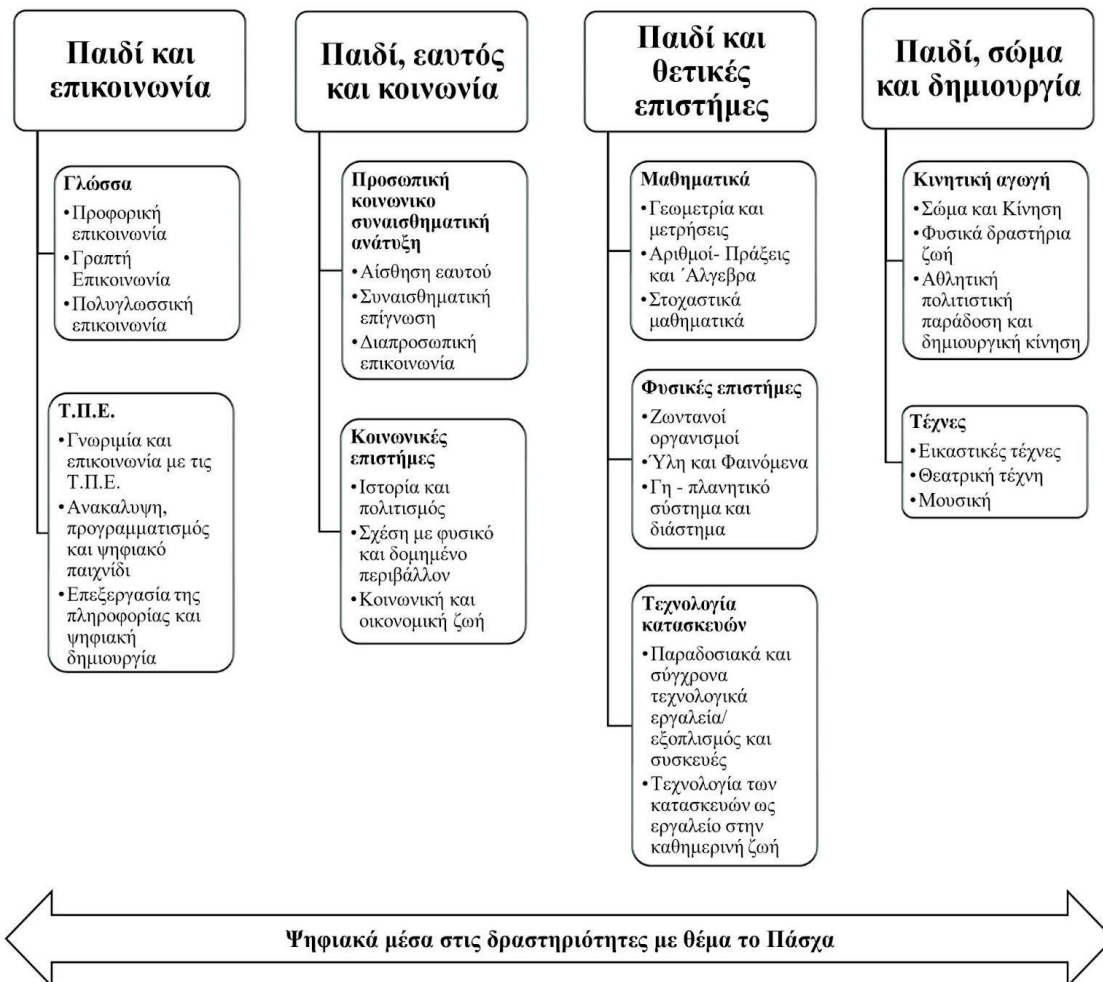 Παιδί και
επικοινωνία
Γλώσσα
•Προφορική
επικοινωνία
•Γραπτή
Επικοινωνία
•Πολυγλωσσική
επικοινωνία
Τ.Π.Ε.
•Γνωριμία και
επικοινωνία με τις
Τ.Π.Ε.
•Ανακαλυψη,
προγραμματισμός
και ψηφιακό
παιχνίδι
•Επεξεργασία της
πληροφορίας και
ψηφιακή
δημιουργία
Παιδί, εαυτός
και κοινωνία
Προσωπική
κοινωνικο
συναισθηματική
ανάτυξη
•Αίσθηση εαυτού
•Συναισθηματική
επίγνωση
•Διαπροσωπική
επικοινωνία
Κοινωνικές
επιστήμες
•Ιστορία και
πολιτισμός
•Σχέση με φυσικό
και δομημένο
περιβάλλον
•Κοινωνική και
οικονομική ζωή
Παιδί και
θετικές
επιστήμες
Μαθηματικά
•Γεωμετρία και
μετρήσεις
•Αριθμοί- Πράξεις
και ΄Αλγεβρα
•Στοχαστικά
μαθηματικά
Φυσικές επιστήμες
•Ζωντανοί
οργανισμοί
•Ύλη και Φαινόμενα
•Γη - πλανητικό
σύστημα και
διάστημα
Τεχνολογία
κατασκευών
•Παραδοσιακά και
σύγχρονα
τεχνολογικά
εργαλεία/
εξοπλισμός και
συσκευές
•Τεχνολογία των
κατασκευών ως
εργαλείο στην
καθημερινή ζωή
Παιδί, σώμα
και δημιουργία
Κινητική αγωγή
•Σώμα και Κίνηση
•Φυσικά δραστήρια
ζωή
•Αθλητική
πολιτιστική
παράδοση και
δημιουργική κίνηση
Τέχνες
•Εικαστικές τέχνες
•Θεατρική τέχνη
•Μουσική
Ψηφιακά μέσα στις δραστηριότητες με θέμα το Πάσχα